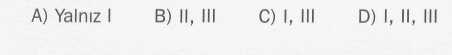 A) Yalnız I B) II, III C) I, III D) I, II, III